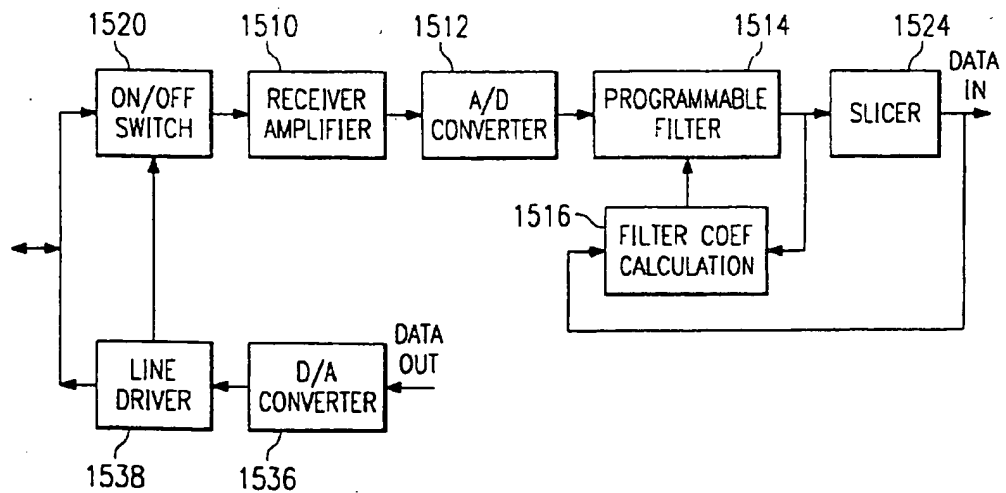 1520
1510
1512
1514
1524
ON/OFF
SWITCH
RECEIVER
AMPLIFIER
A/D
CONVERTER
PROGRAMMABLE
FILTER
SLICER
DATA
IN
1516
FILTER COEF
CALCULATION
LINE
DRIVER
D/A
CONVERTER
DATA
OUT
1538
1536